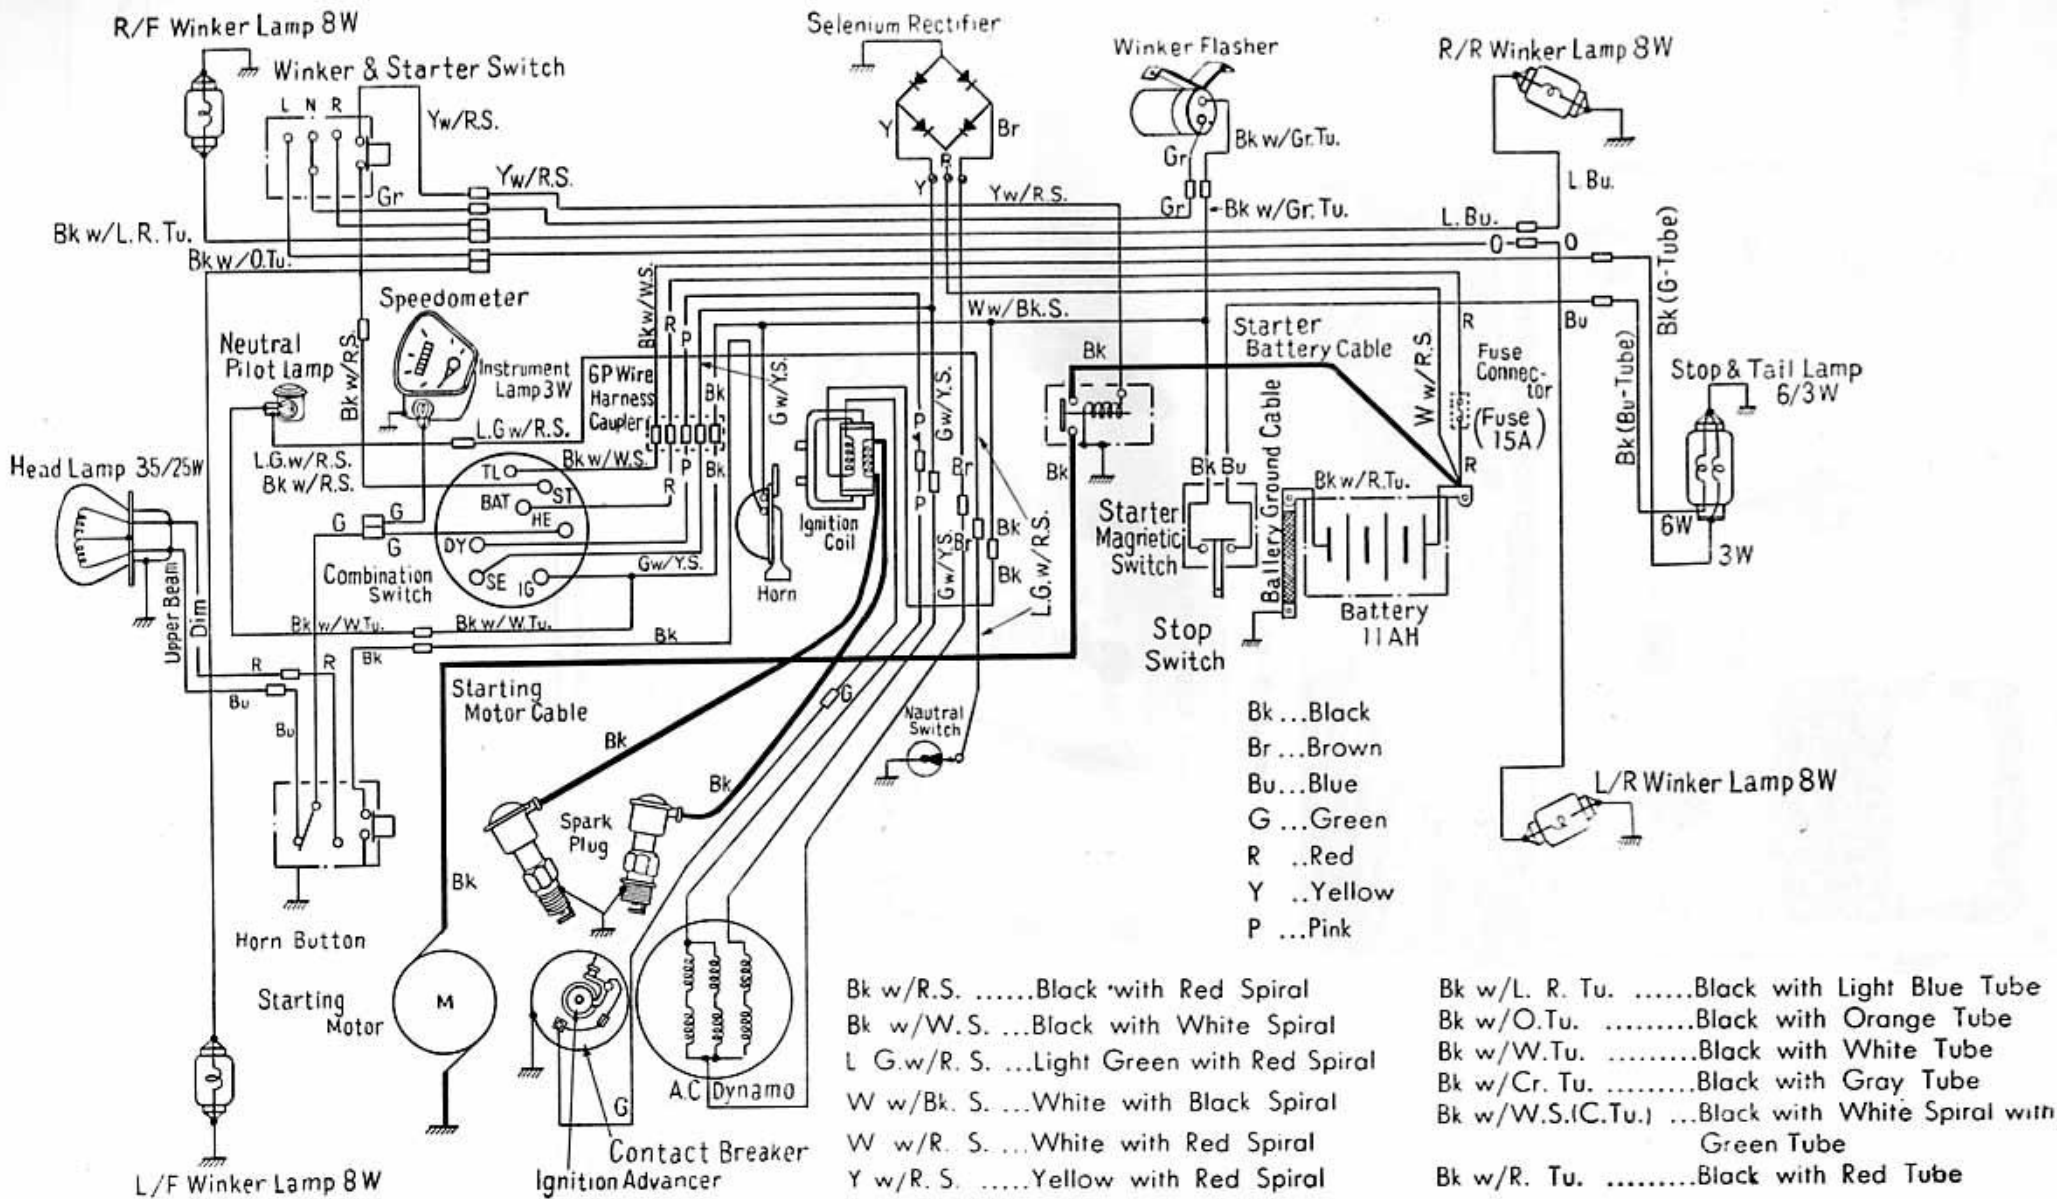 R/F Winker Lamp 8W
Selenium Rectifier
Winker Flasher
R/R Winker Lamp 8W
Winker & Starter Switch
L N R
Yw/R.S.
Y
Br
R
Y
Gr
Bk w/Gr.Tu.
L.Bu.
Yw/R.S.
Gr
Yw/R.S.
Gr
Bk w/Gr.Tu.
L.Bu.
Bk w/L.R.Tu.
O
O
Bk w/O.Tu.
Bk(G-Tube)
Speedometer
Bkw/W.S.
R
P
Ww/Bk.S.
R
Bu
Neutral
Pilot lamp
Bkw/R.S.
Instrument
Lamp 3W
6P Wire
Harness
Caupler
Bk
Gw/Y.S.
Bk
Starter
Battery Cable
Ww/R.S.
Fuse
Connec-
tor
(Fuse
15A)
Bk(Bu-Tube)
Stop & Tail Lamp
6/3W
L.Gw/R.S.
P
Gw/Y.S.
Head Lamp 35/25W
L.G.w/R.S.
Bk w/R.S.
TL
Bk w/W.S.
P
Bk
BAT
ST
R
Br
Bk
Bk Bu
Ballery Ground Cable
Bkw/R.Tu.
R
G
G
G
HE
DY
SE
IG
Gw/Y.S.
Ignition
Coil
P
Br
Gw/Y.S.
Bk
Bk
L.G.w/R.S.
Starter
Magnetic
Switch
6W
3W
Combination
Switch
Horn
Battery
11AH
Upper Beam
Dim
Bk w/W.Tu.
Bkw/W.Tu.
Bk
Bk
Stop
Switch
R
R
Bu
Bu
Starting
Motor Cable
G
Nautral
Switch
Bk
Bk
Spark
Plug
Bk
Bk ...Black
Br ...Brown
Bu...Blue
G ...Green
R ..Red
Y ..Yellow
P ...Pink
L/R Winker Lamp 8W
Horn Button
Starting
Motor
M
A.C Dynamo
G
Contact Breaker
Ignition Advancer
L/F Winker Lamp 8W
Bk w/R.S. ......Black with Red Spiral
Bk w/W.S. ...Black with White Spiral
L G.w/R. S. ...Light Green with Red Spiral
W w/Bk. S. ...White with Black Spiral
W w/R. S. ....White with Red Spiral
Y w/R. S. .....Yellow with Red Spiral
Bk w/L. R. Tu. ......Black with Light Blue Tube
Bk w/O.Tu. .........Black with Orange Tube
Bk w/W.Tu. .........Black with White Tube
Bk w/Cr. Tu. .........Black with Gray Tube
Bk w/W.S.(C.Tu.) ...Black with White Spiral with
Green Tube
Bk w/R. Tu. .........Black with Red Tube